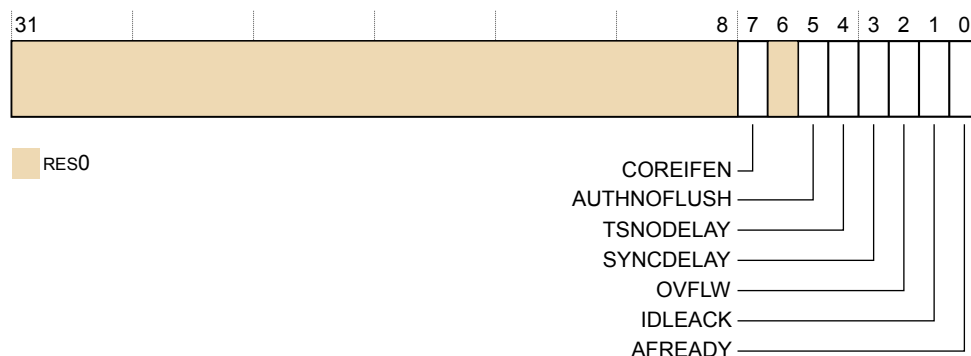 31 8 7 6 5 4 3 2 1 0
RES0
COREIFEN
AUTHNOFLUSH
TSNODELAY
SYNCDELAY
OVFLW
IDLEACK
AFREADY